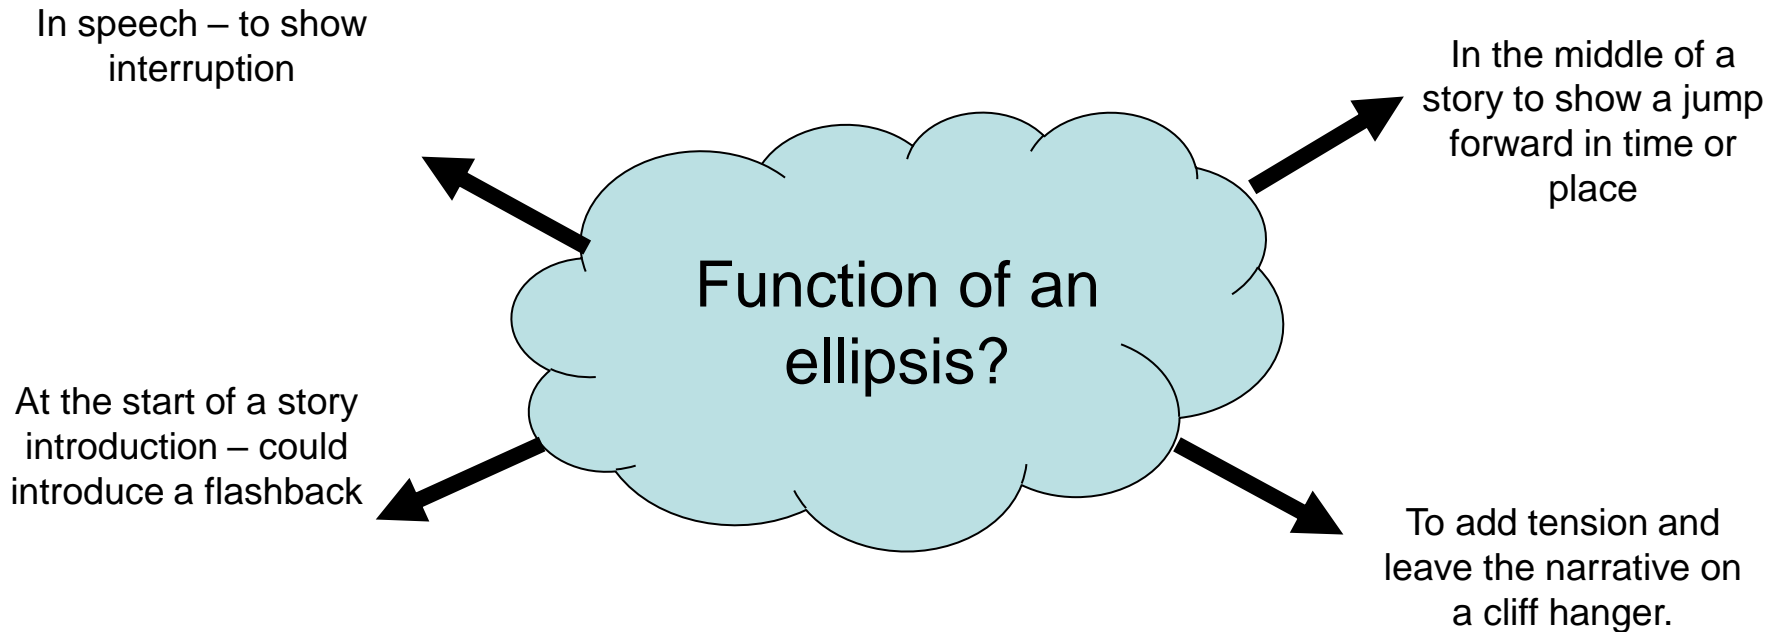 In speech – to show
interruption
In the middle of a
story to show a jump
forward in time or
place
Function of an
ellipsis?
At the start of a story
introduction – could
introduce a flashback
To add tension and
leave the narrative on
a cliff hanger.